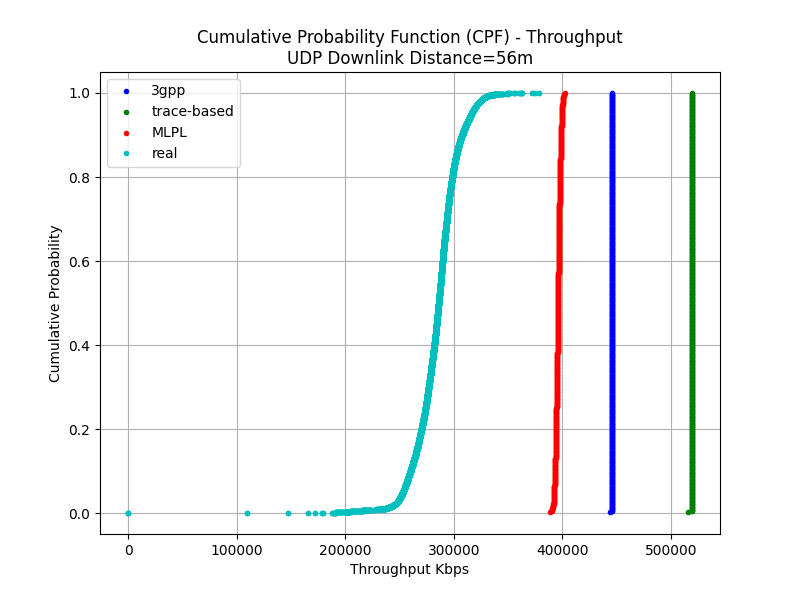 Cumulative Probability Function (CPF) - Throughput
UDP Downlink Distance=56m
3gpp
trace-based
MLPL
real
1.0
0.8
0.6
0.4
0.2
0.0
Cumulative Probability
0 100000 200000 300000 400000 500000
Throughput Kbps